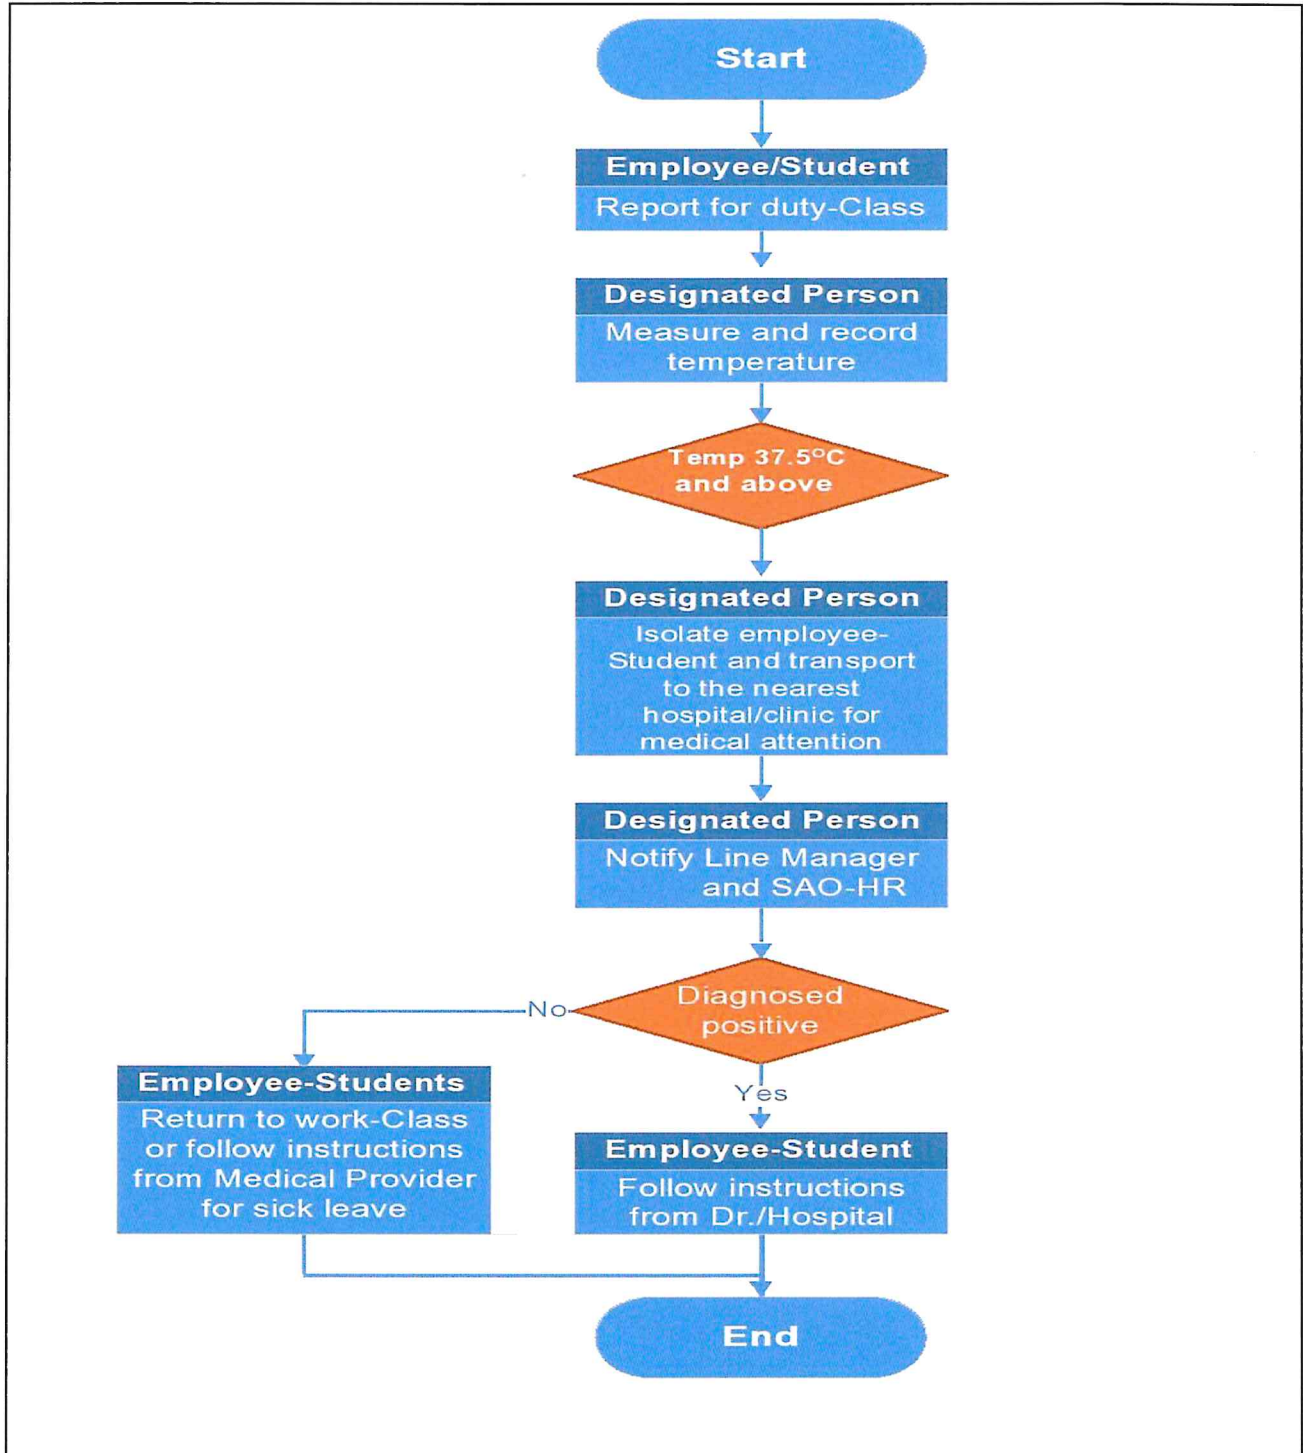 Start
Employee/Student
Report for duty-Class
Designated Person
Measure and record
temperature
Temp 37.5°C
and above
Designated Person
Isolate employee-
Student and transport
to the nearest
hospital/clinic for
medical attention
Designated Person
Notify Line Manager
and SAO-HR
Diagnosed
positive
No
Yes
Employee-Students
Return to work-Class
or follow instructions
from Medical Provider
for sick leave
Employee-Student
Follow instructions
from Dr./Hospital
End